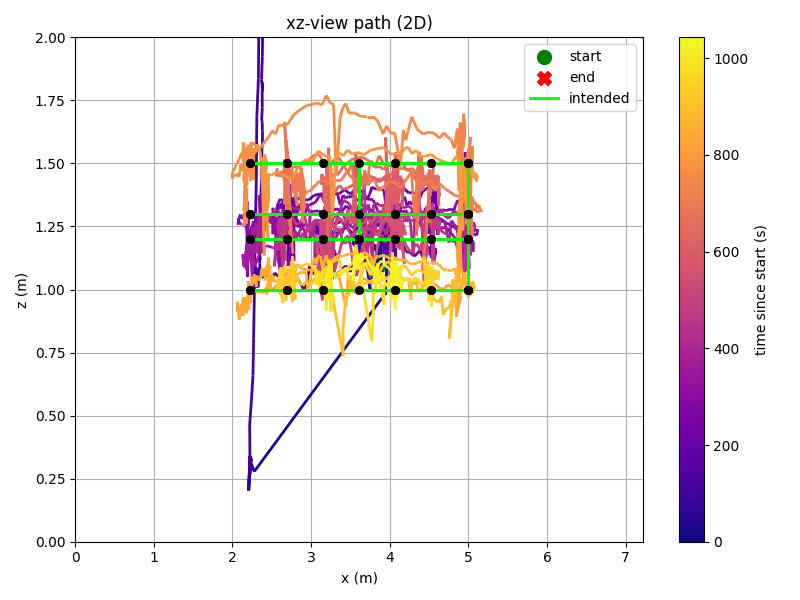 xz-view path (2D)
start
end
intended
2.00
1.75
1.50
1.25
1.00
0.75
0.50
0.25
0.00
z (m)
0 1 2 3 4 5 6 7
x (m)
1000
800
600
400
200
0
time since start (s)